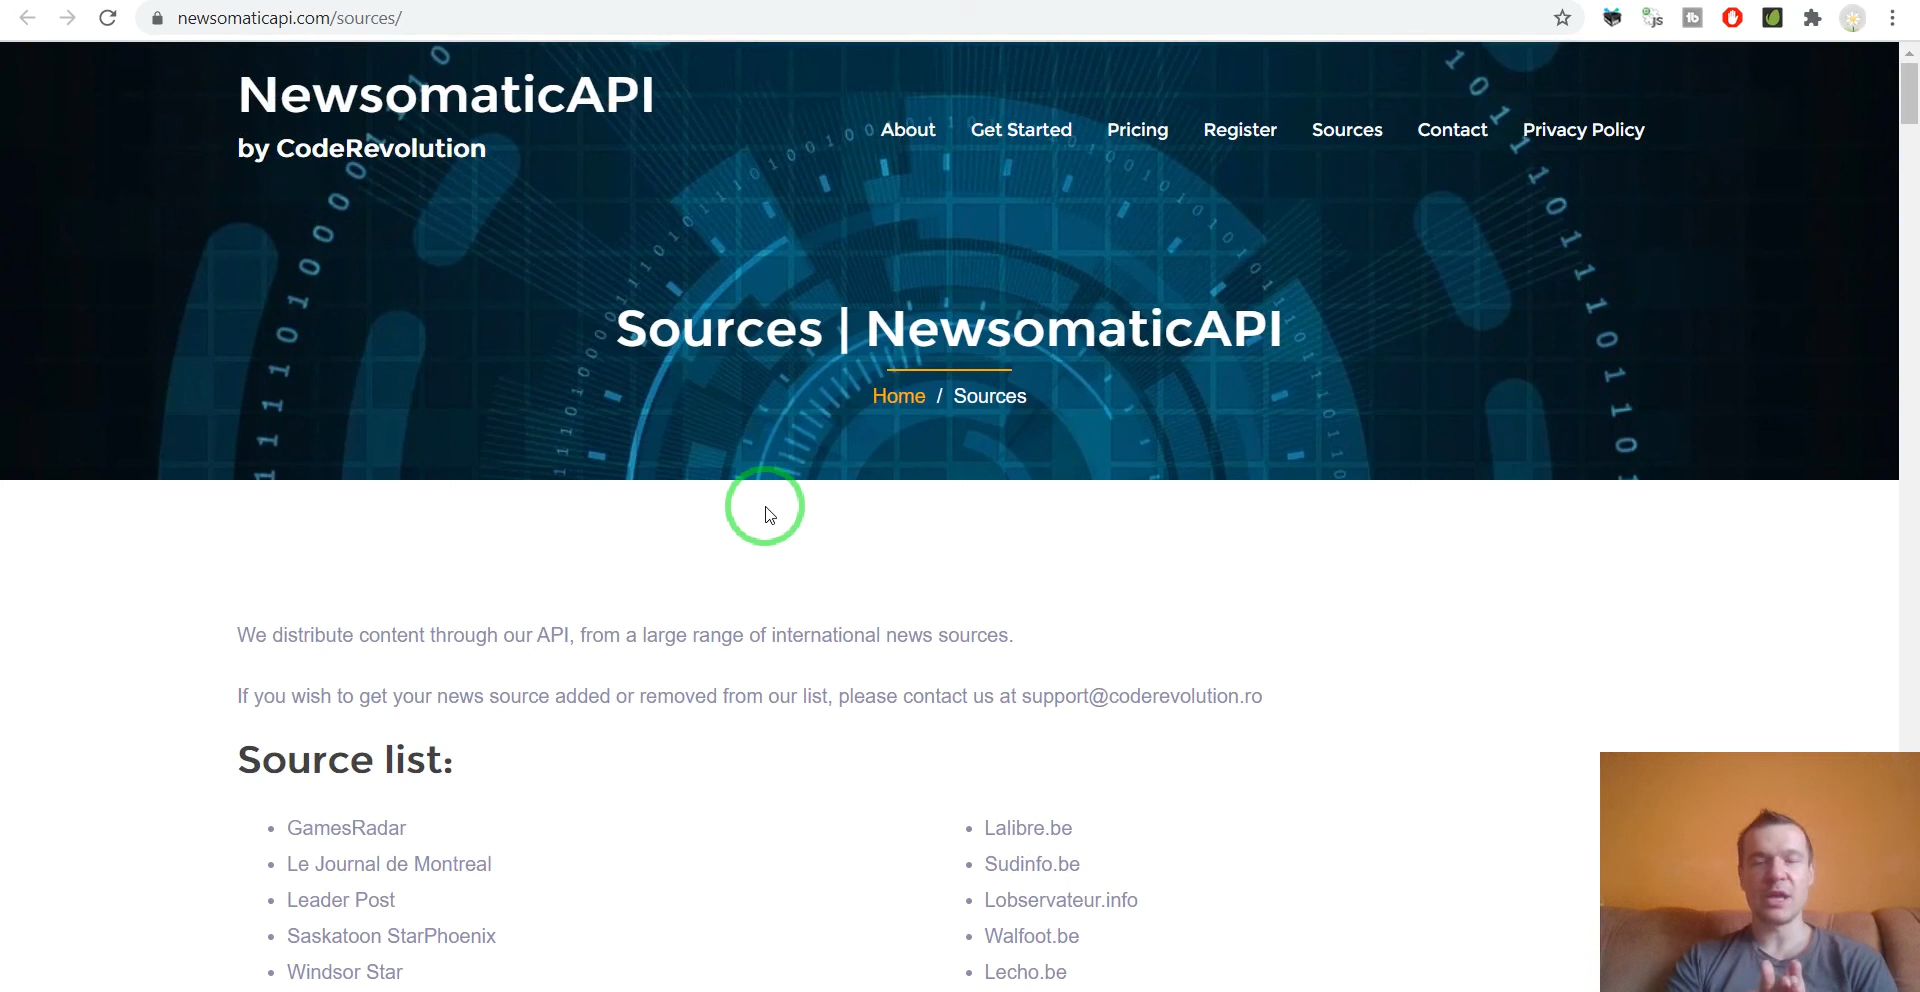 newsomaticapi.com/sources/
NewsomaticAPI
by CodeRevolution
About Get Started Pricing Register Sources Contact Privacy Policy
Sources | NewsomaticAPI
Home / Sources
We distribute content through our API, from a large range of international news sources.
If you wish to get your news source added or removed from our list, please contact us at support@coderevolution.ro
Source list:
GamesRadar
Le Journal de Montreal
Leader Post
Saskatoon StarPhoenix
Windsor Star
Lalibre.be
Sudinfo.be
Lobservateur.info
Walfoot.be
Lecho.be